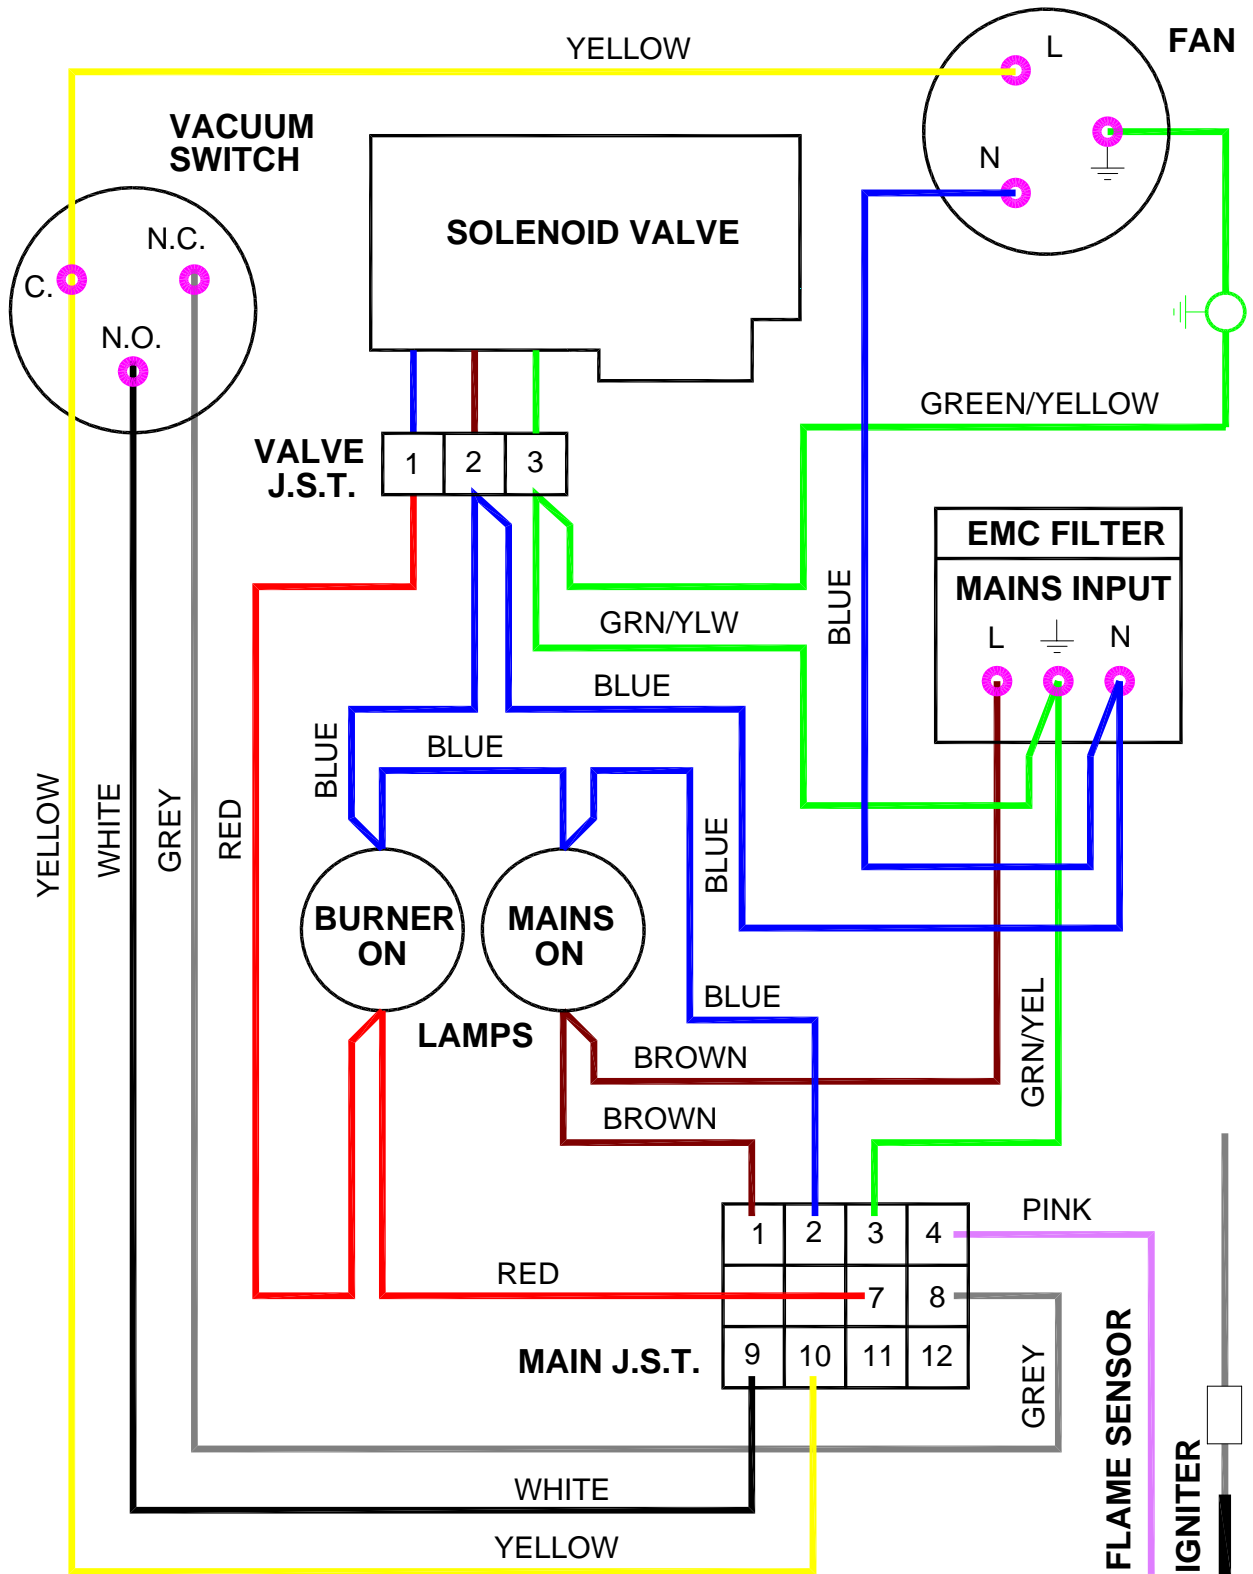 YELLOW
L
FAN
VACUUM
SWITCH
N
SOLENOID VALVE
N.C.
C.
N.O.
GREEN/YELLOW
VALVE
J.S.T.
1
2
3
EMC FILTER
MAINS INPUT
BLUE
GRN/YLW
L
N
BLUE
BLUE
BLUE
YELLOW
WHITE
GREY
RED
BLUE
BURNER
ON
MAINS
ON
BLUE
LAMPS
BROWN
GRN/YEL
BROWN
PINK
1
2
3
4
RED
7
8
MAIN J.S.T.
9
10
11
12
GREY
FLAME SENSOR
IGNITER
WHITE
YELLOW